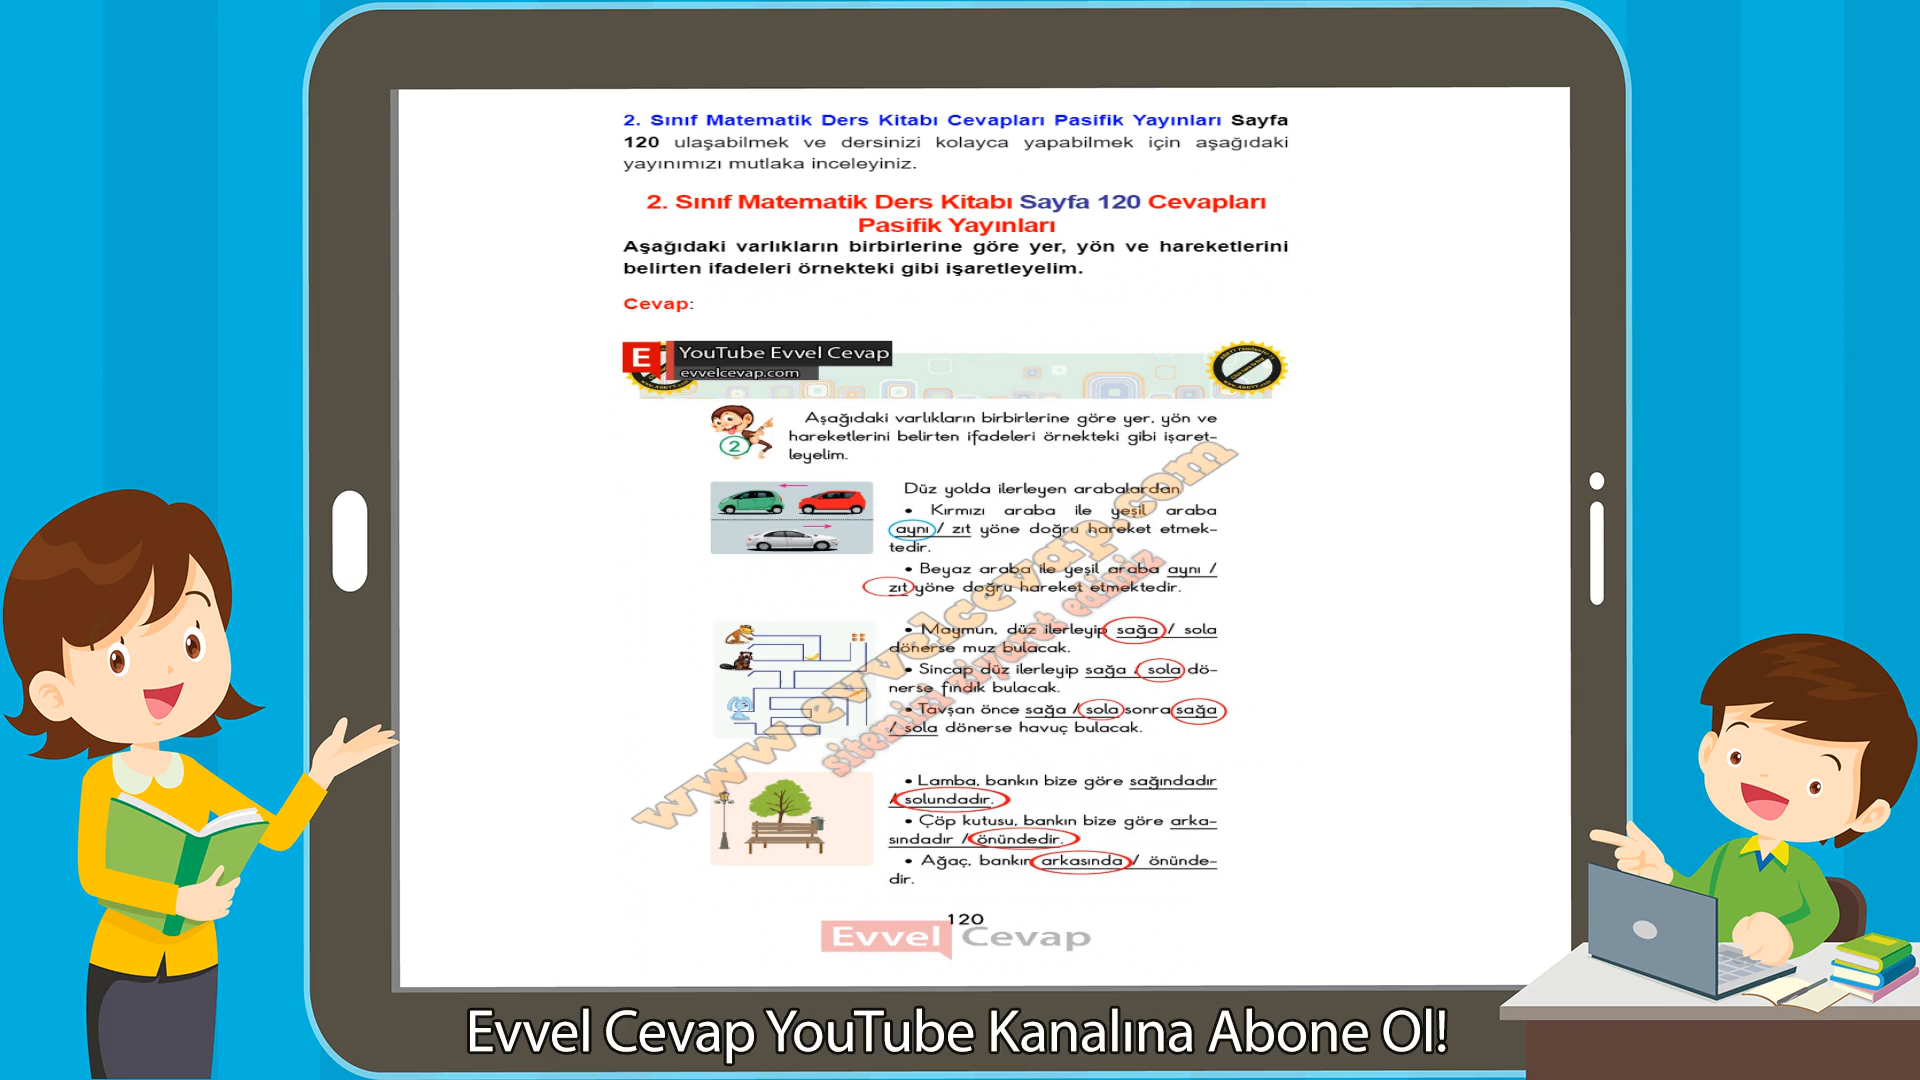 2. Sınıf Matematik Ders Kitabı Cevapları Pasifik Yayınları Sayfa
120 ulaşabilmek ve dersinizi kolayca yapabilmek için aşağıdaki
yayınımızı mutlaka inceleyiniz.
2. Sınıf Matematik Ders Kitabı Sayfa 120 Cevapları
Pasifik Yayınları
Aşağıdaki varlıkların birbirlerine göre yer, yön ve hareketlerini
belirten ifadeleri örnekteki gibi işaretleyelim.
Cevap:
E YouTube Evvel Cevap
evvelcevap.com
Aşağıdaki varlıkların birbirlerine göre yer, yön ve
2 hareketlerini belirten ifadeleri örnekteki gibi işaret-
leyelim.
Düz yolda ilerleyen arabalardan
• Kırmızı araba ile yeşil araba
aynı / zıt yöne doğru hareket etmek-
tedir.
• Beyaz araba ile yeşil araba aynı /
zıt yöne doğru hareket etmektedir.
• Maymun, düz ilerleyip sağa / sola
dönerse muz bulacak.
• Sincap düz ilerleyip sağa / sola dö-
nerse fındık bulacak.
• Tavşan önce sağa / sola sonra sağa
/ sola dönerse havuç bulacak.
• Lamba, bankın bize göre sağındadır
/ solundadır.
• Çöp kutusu, bankın bize göre arka-
sındadır / önündedir.
• Ağaç, bankın arkasında / önünde-
dir.
www.evvelcevap.com
sitemizi ziyaret ediniz
120
Evvel Cevap
Evvel Cevap YouTube Kanalına Abone Ol!